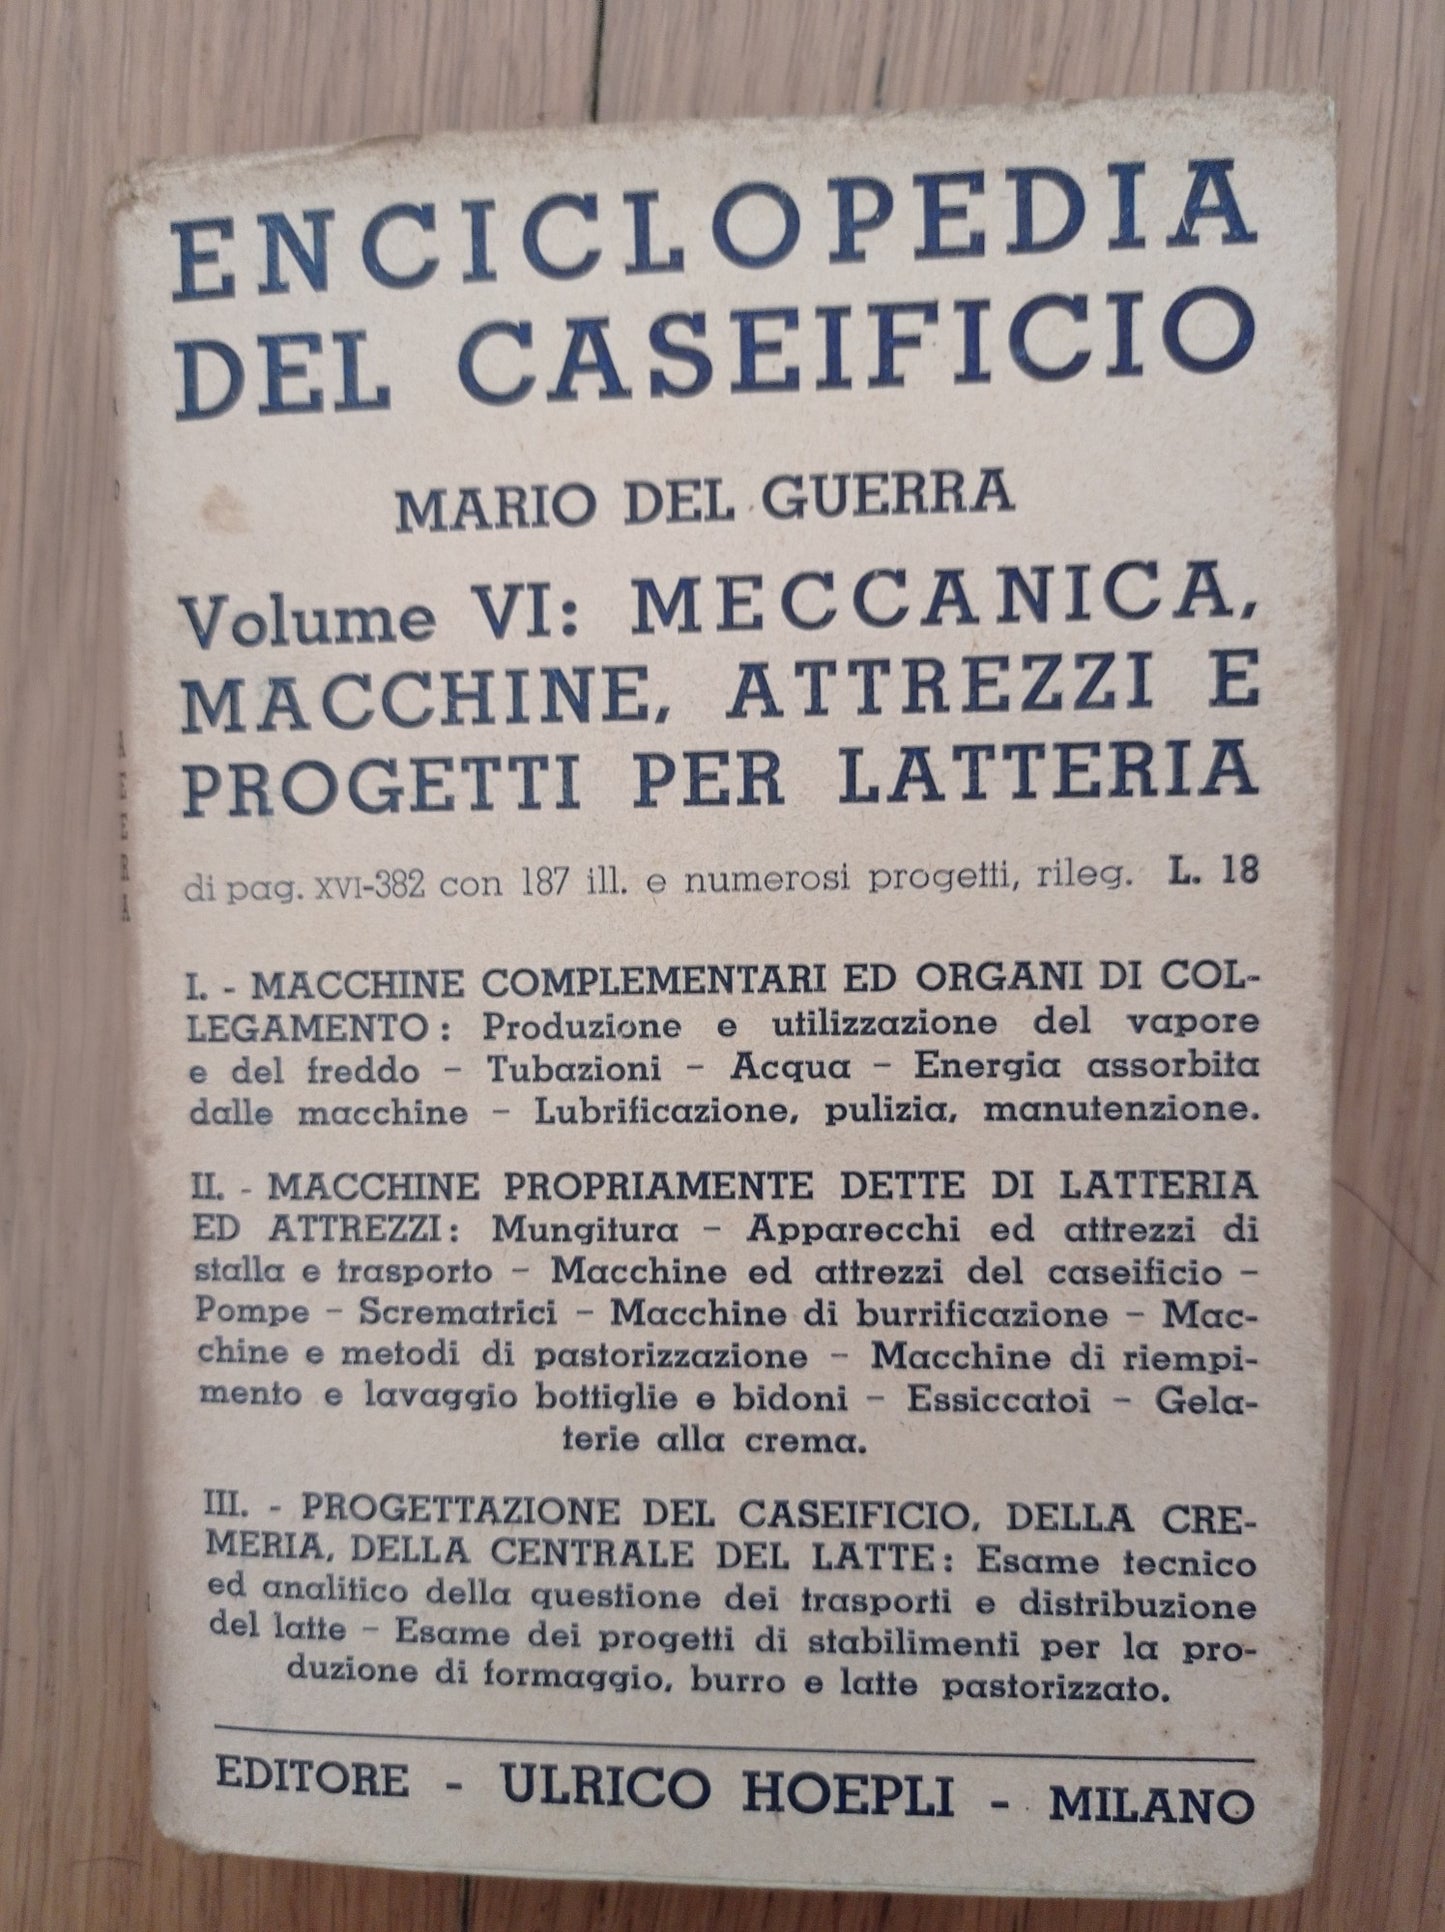 ENCICLOPEDIA
DEL CASEIFICIO
MARIO DEL GUERRA
Volume VI: MECCANICA,
MACCHINE, ATTREZZI E
PROGETTI PER LATTERIA
di pag. XVI-382 con 187 ill. e numerosi progetti, rileg. L. 18
I. - MACCHINE COMPLEMENTARI ED ORGANI DI COL-
LEGAMENTO: Produzione e utilizzazione del vapore
e del freddo - Tubazioni - Acqua - Energia assorbita
dalle macchine - Lubrificazione, pulizia, manutenzione.
II. - MACCHINE PROPRIAMENTE DETTE DI LATTERIA
ED ATTREZZI: Mungitura - Apparecchi ed attrezzi di
stalla e trasporto - Macchine ed attrezzi del caseificio -
Pompe - Scrematrici - Macchine di burrificazione - Mac-
chine e metodi di pastorizzazione - Macchine di riempi-
mento e lavaggio bottiglie e bidoni - Essiccatoi - Gela-
terie alla crema.
III. - PROGETTAZIONE DEL CASEIFICIO, DELLA CRE-
MERIA, DELLA CENTRALE DEL LATTE: Esame tecnico
ed analitico della questione dei trasporti e distribuzione
del latte - Esame dei progetti di stabilimenti per la pro-
duzione di formaggio, burro e latte pastorizzato.
EDITORE - ULRICO HOEPLI - MILANO